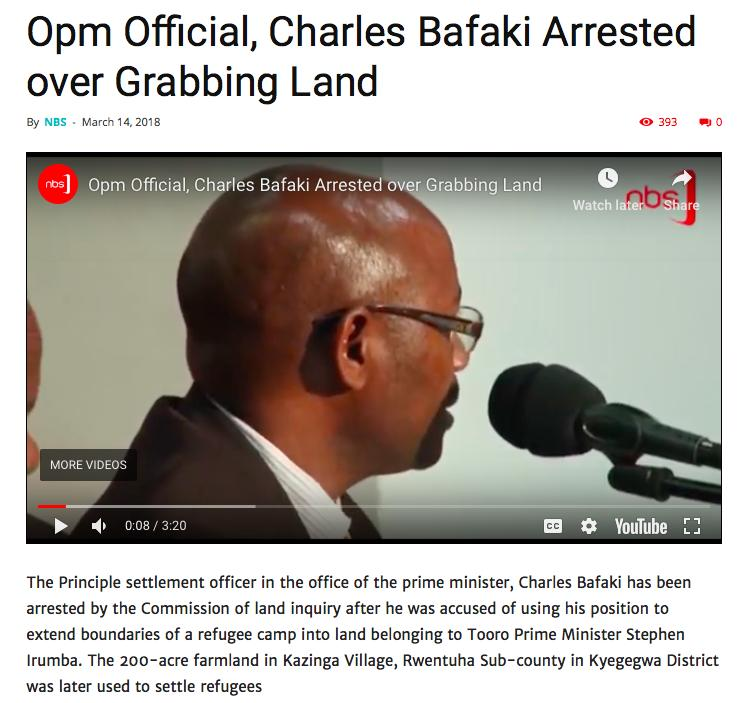 Opm Official, Charles Bafaki Arrested
over Grabbing Land
By NBS - March 14, 2018
393 0
nbs
Opm Official, Charles Bafaki Arrested over Grabbing Land
Watch later
Share
nbs
MORE VIDEOS
0:08 / 3:20
CC
YouTube
The Principle settlement officer in the office of the prime minister, Charles Bafaki has been
arrested by the Commission of land inquiry after he was accused of using his position to
extend boundaries of a refugee camp into land belonging to Tooro Prime Minister Stephen
Irumba. The 200-acre farmland in Kazinga Village, Rwentuha Sub-county in Kyegegwa District
was later used to settle refugees